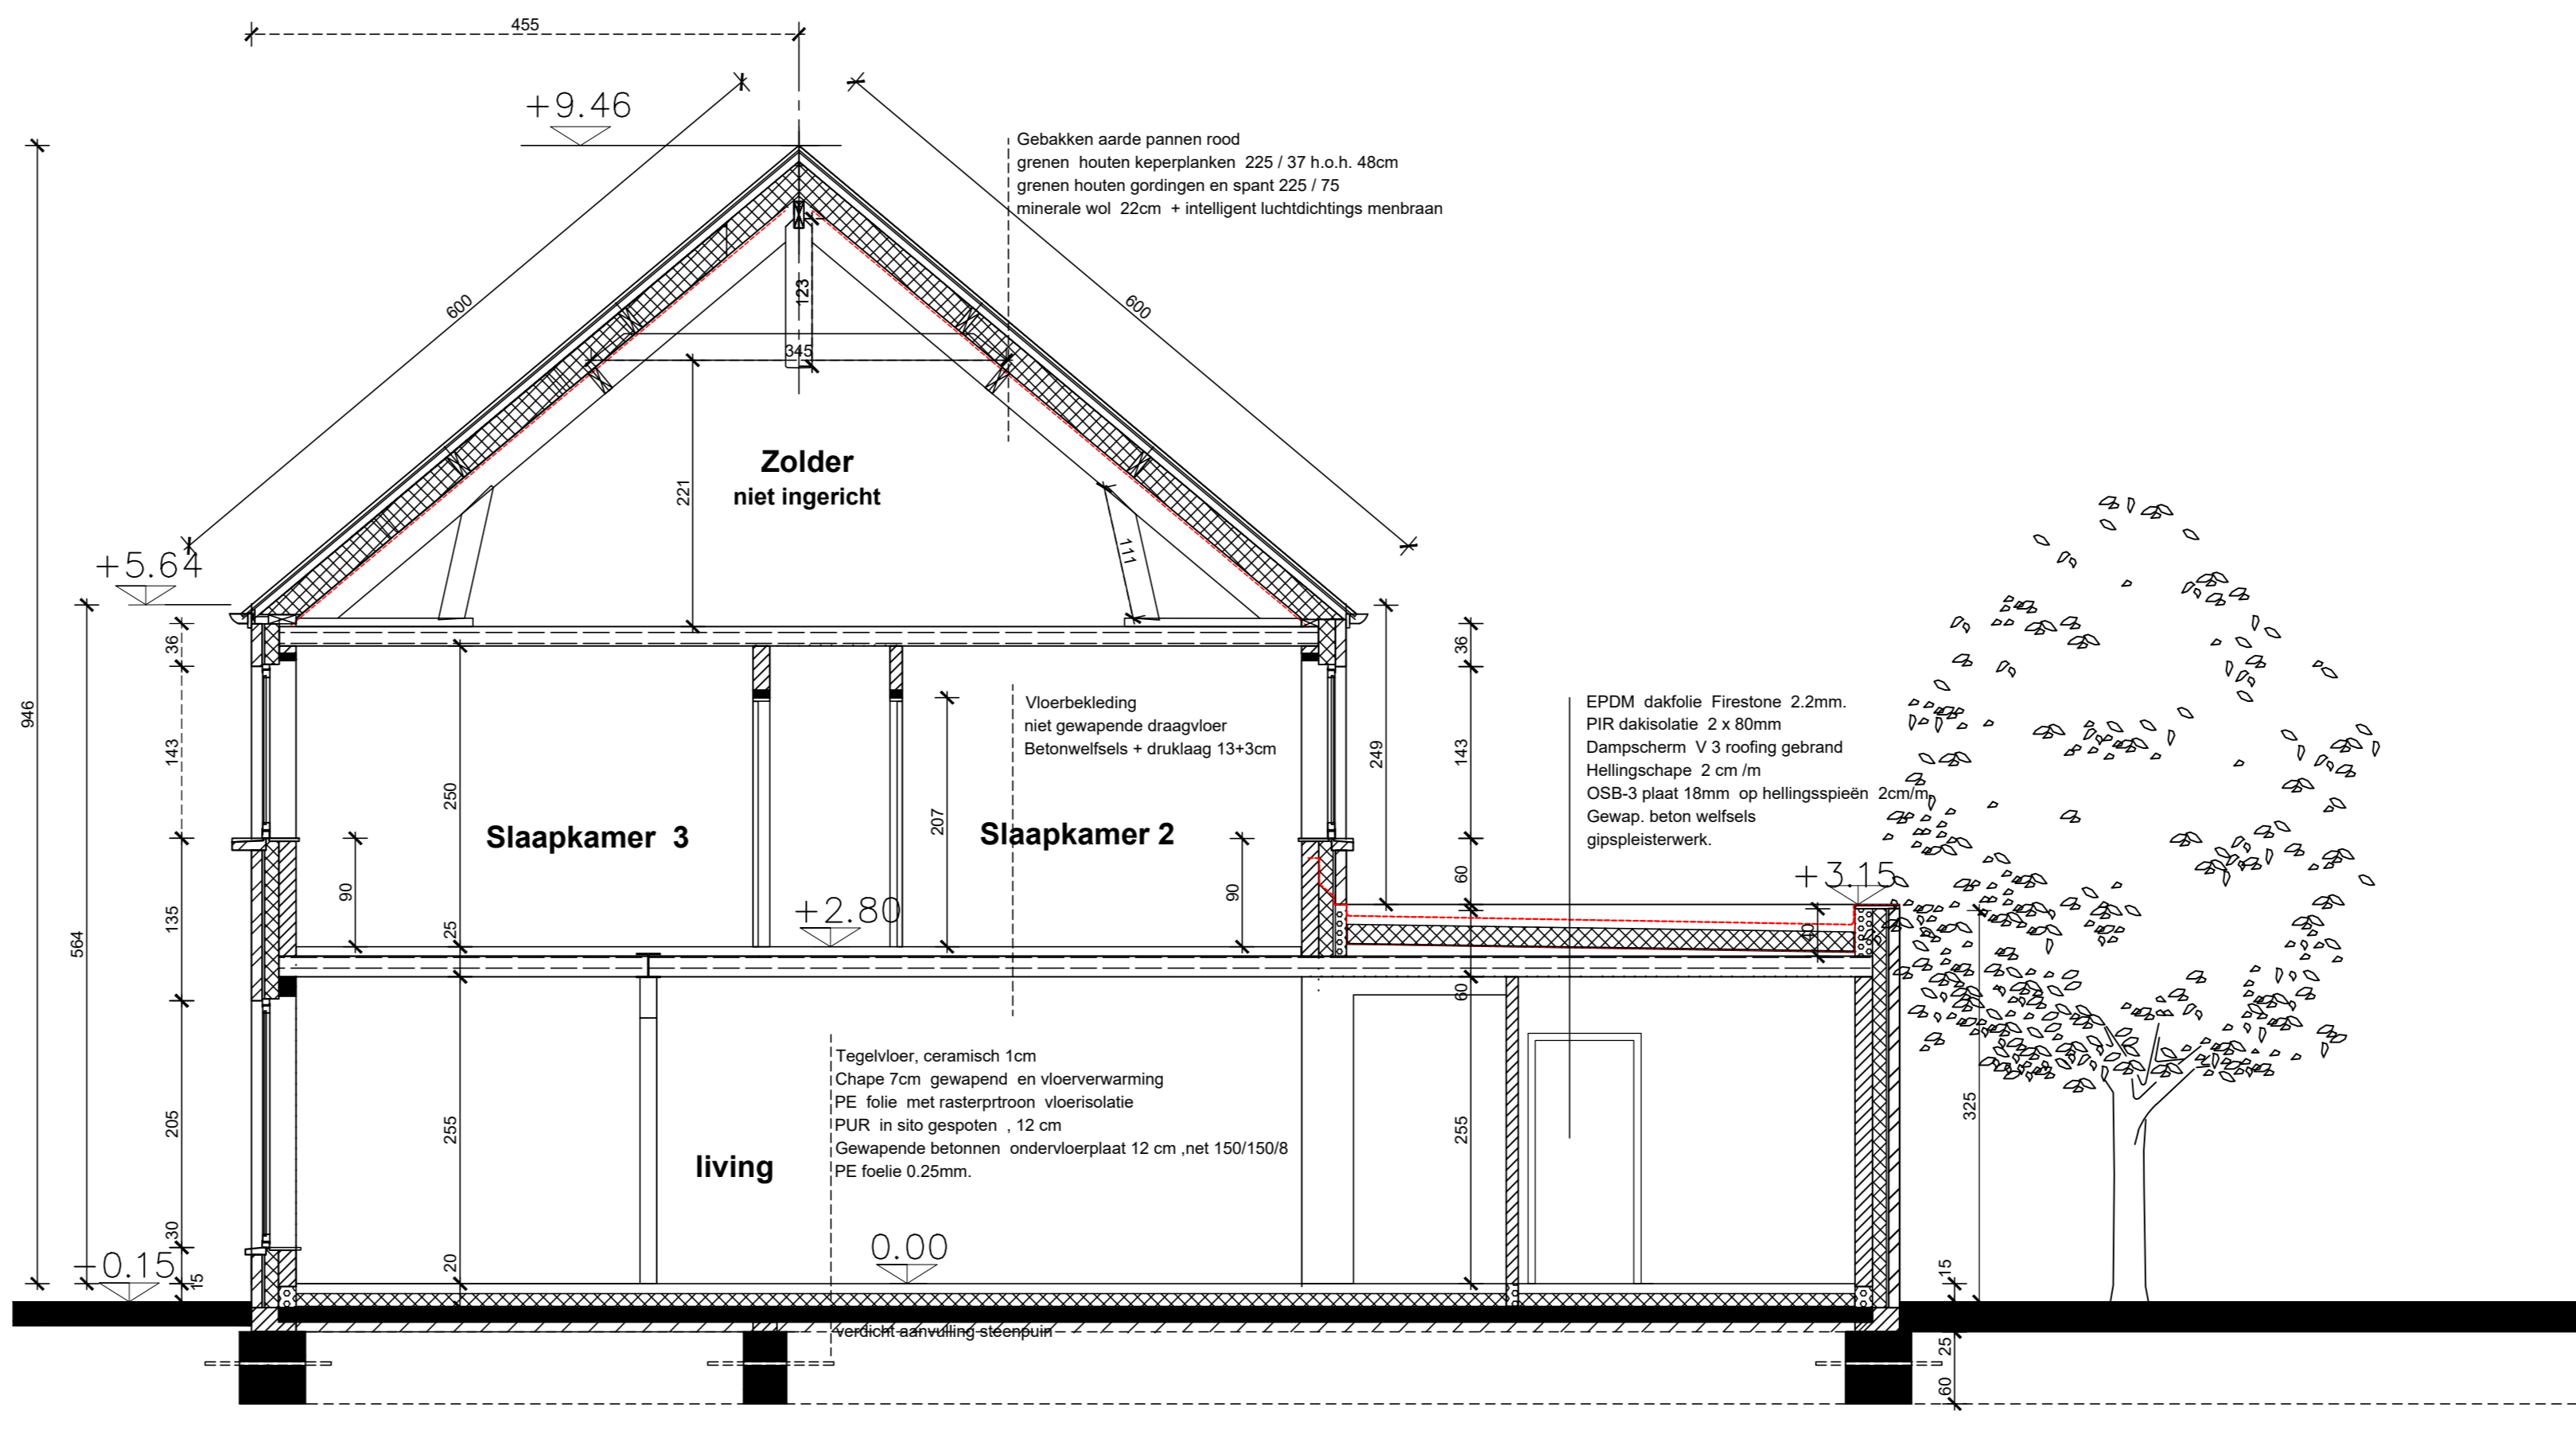 455
+9.46
Gebakken aarde pannen rood
grenen houten keperplanken 225 / 37 h.o.h. 48cm
grenen houten gordingen en spant 225 / 75
minerale wol 22cm + intelligent luchtdichtings menbraan
600
600
123
345
Zolder
niet ingericht
221
111
+5.64
36
36
946
564
143
135
205
30
15
250
25
255
20
90
207
90
249
143
60
60
255
Vloerbekleding
niet gewapende draagvloer
Betonwelfsels + druklaag 13+3cm
EPDM dakfolie Firestone 2.2mm.
PIR dakisolatie 2 x 80mm
Dampscherm V 3 roofing gebrand
Hellingschape 2 cm /m
OSB-3 plaat 18mm op hellingsspieën 2cm/m.
Gewap. beton welfsels
gipspleisterwerk.
Slaapkamer 3
Slaapkamer 2
+3.15
+2.80
40
Tegelvloer, ceramisch 1cm
Chape 7cm gewapend en vloerverwarming
PE folie met rasterprtroon vloerisolatie
PUR in sito gespoten , 12 cm
Gewapende betonnen ondervloerplaat 12 cm ,net 150/150/8
PE foelie 0.25mm.
living
325
0.00
-0.15
15
verdicht aanvulling steenpuin
25
60